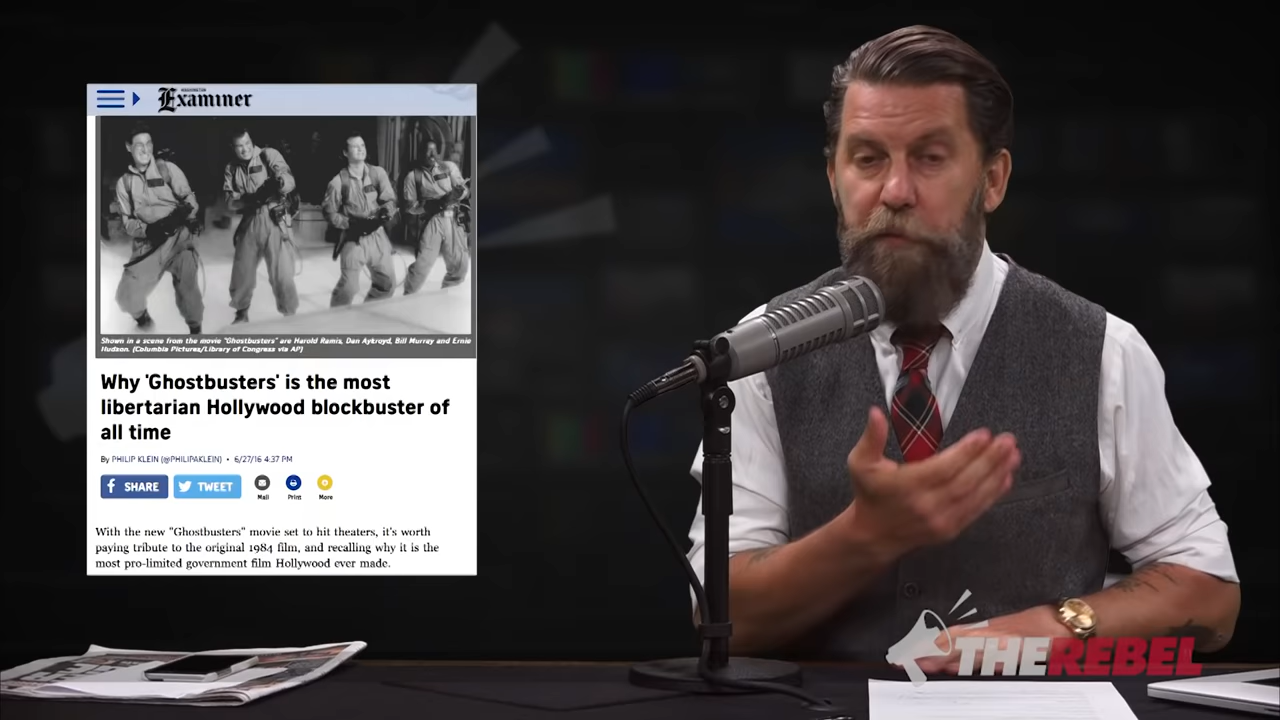 WASHINGTON
Examiner
Shown in a scene from the movie "Ghostbusters" are Harold Ramis, Dan Aykroyd, Bill Murray and Ernie
Hudson. (Columbia Pictures/Library of Congress via AP)
Why 'Ghostbusters' is the most
libertarian Hollywood blockbuster of
all time
By PHILIP KLEIN (@PHILIPAKLEIN) • 6/27/16 4:37 PM
f SHARE TWEET Mail Print More
With the new "Ghostbusters" movie set to hit theaters, it's worth
paying tribute to the original 1984 film, and recalling why it is the
most pro-limited government film Hollywood ever made.
THEREBEL